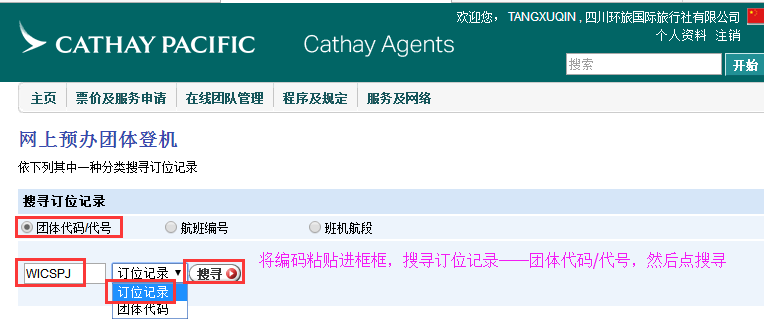 欢迎您， TANGXUQIN , 四川环旅国际旅行社有限公司
个人资料 注销
CATHAY PACIFIC Cathay Agents
搜索 开始
主页 票价及服务申请 在线团队管理 程序及规定 服务及网络
网上预办团体登机
依下列其中一种分类搜寻订位记录
搜寻订位记录
团体代码/代号 航班编号 班机航段
将编码粘贴进框框，搜寻订位记录——团体代码/代号，然后点搜寻
WICSPJ 订位记录 搜寻
订位记录
团体代码